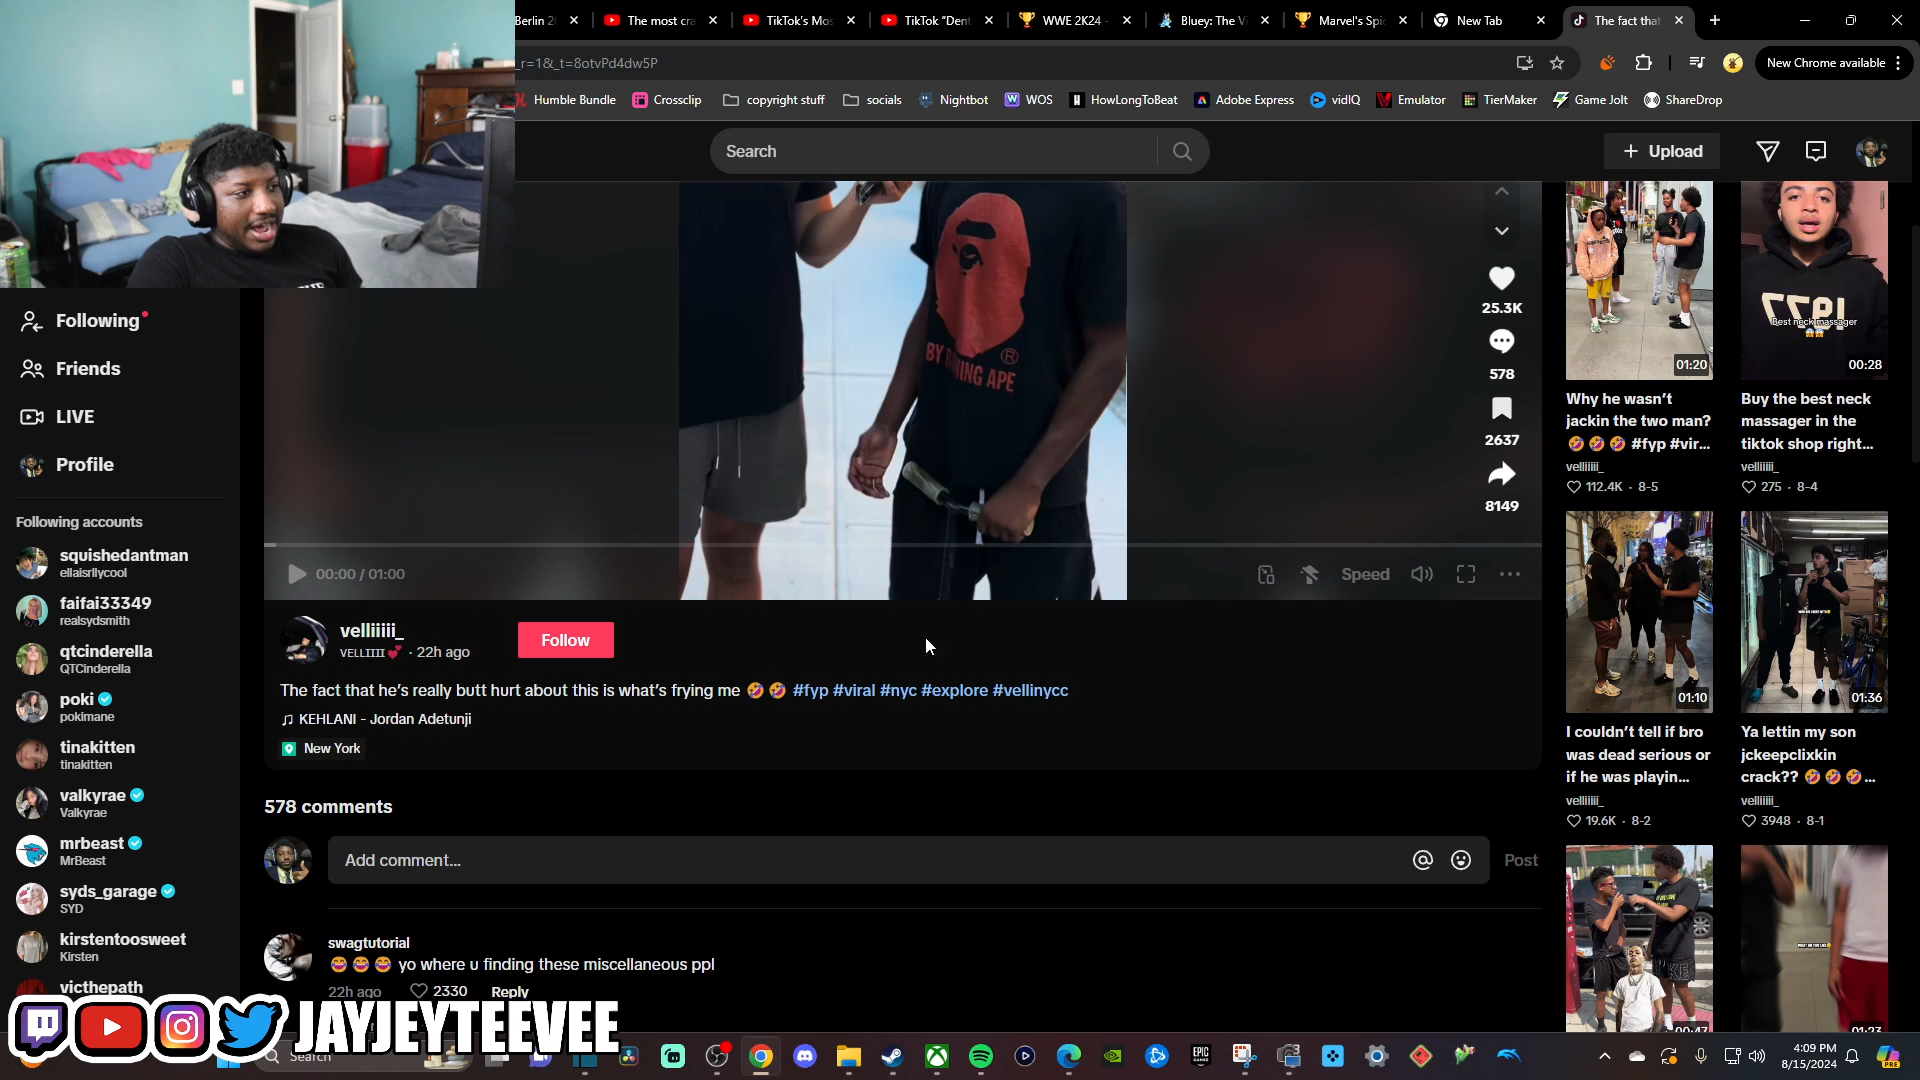 Berlin 2
The most cra
TikTok's Mos
TikTok "Dent
WWE 2K24 -
Bluey: The Vi
Marvel's Spi
New Tab
The fact that
_r=1&_t=8otvPd4dw5P
New Chrome available
Humble Bundle
Crossclip
copyright stuff
socials
Nightbot
WOS
HowLongToBeat
Adobe Express
vidIQ
Emulator
TierMaker
Game Jolt
ShareDrop
Search
Upload
Following
Friends
LIVE
Profile
Following accounts
squishedantman
ellaisrllycool
faifai33349
realsydsmith
qtcinderella
QTCinderella
poki
pokimane
tinakitten
tinakitten
valkyrae
Valkyrae
mrbeast
MrBeast
syds_garage
SYD
kirstentoosweet
Kirsten
victhepath
25.3K
578
2637
8149
00:00 / 01:00
Speed
velliiiii_
VELLIIII💕 · 22h ago
Follow
The fact that he's really butt hurt about this is what's frying me 🤣 🤣 #fyp #viral #nyc #explore #vellinycc
♫ KEHLANI - Jordan Adetunji
New York
578 comments
Add comment...
Post
swagtutorial
😂 😂 😂 yo where u finding these miscellaneous ppl
22h ago 2330 Reply
01:20
Why he wasn't
jackin the two man?
🤣 🤣 🤣 #fyp #vir...
velliiiii_
112.4K · 8-5
1977
Best neck massager
😱😱
00:28
Buy the best neck
massager in the
tiktok shop right...
velliiiii_
275 · 8-4
01:10
I couldn't tell if bro
was dead serious or
if he was playin...
velliiiii_
19.6K · 8-2
01:36
Ya lettin my son
jckeepclixkin
crack?? 🤣 🤣 🤣 ...
velliiiii_
3948 · 8-1
00:47
01:23
JAYJEYTEEVEE
Search
4:09 PM
8/15/2024